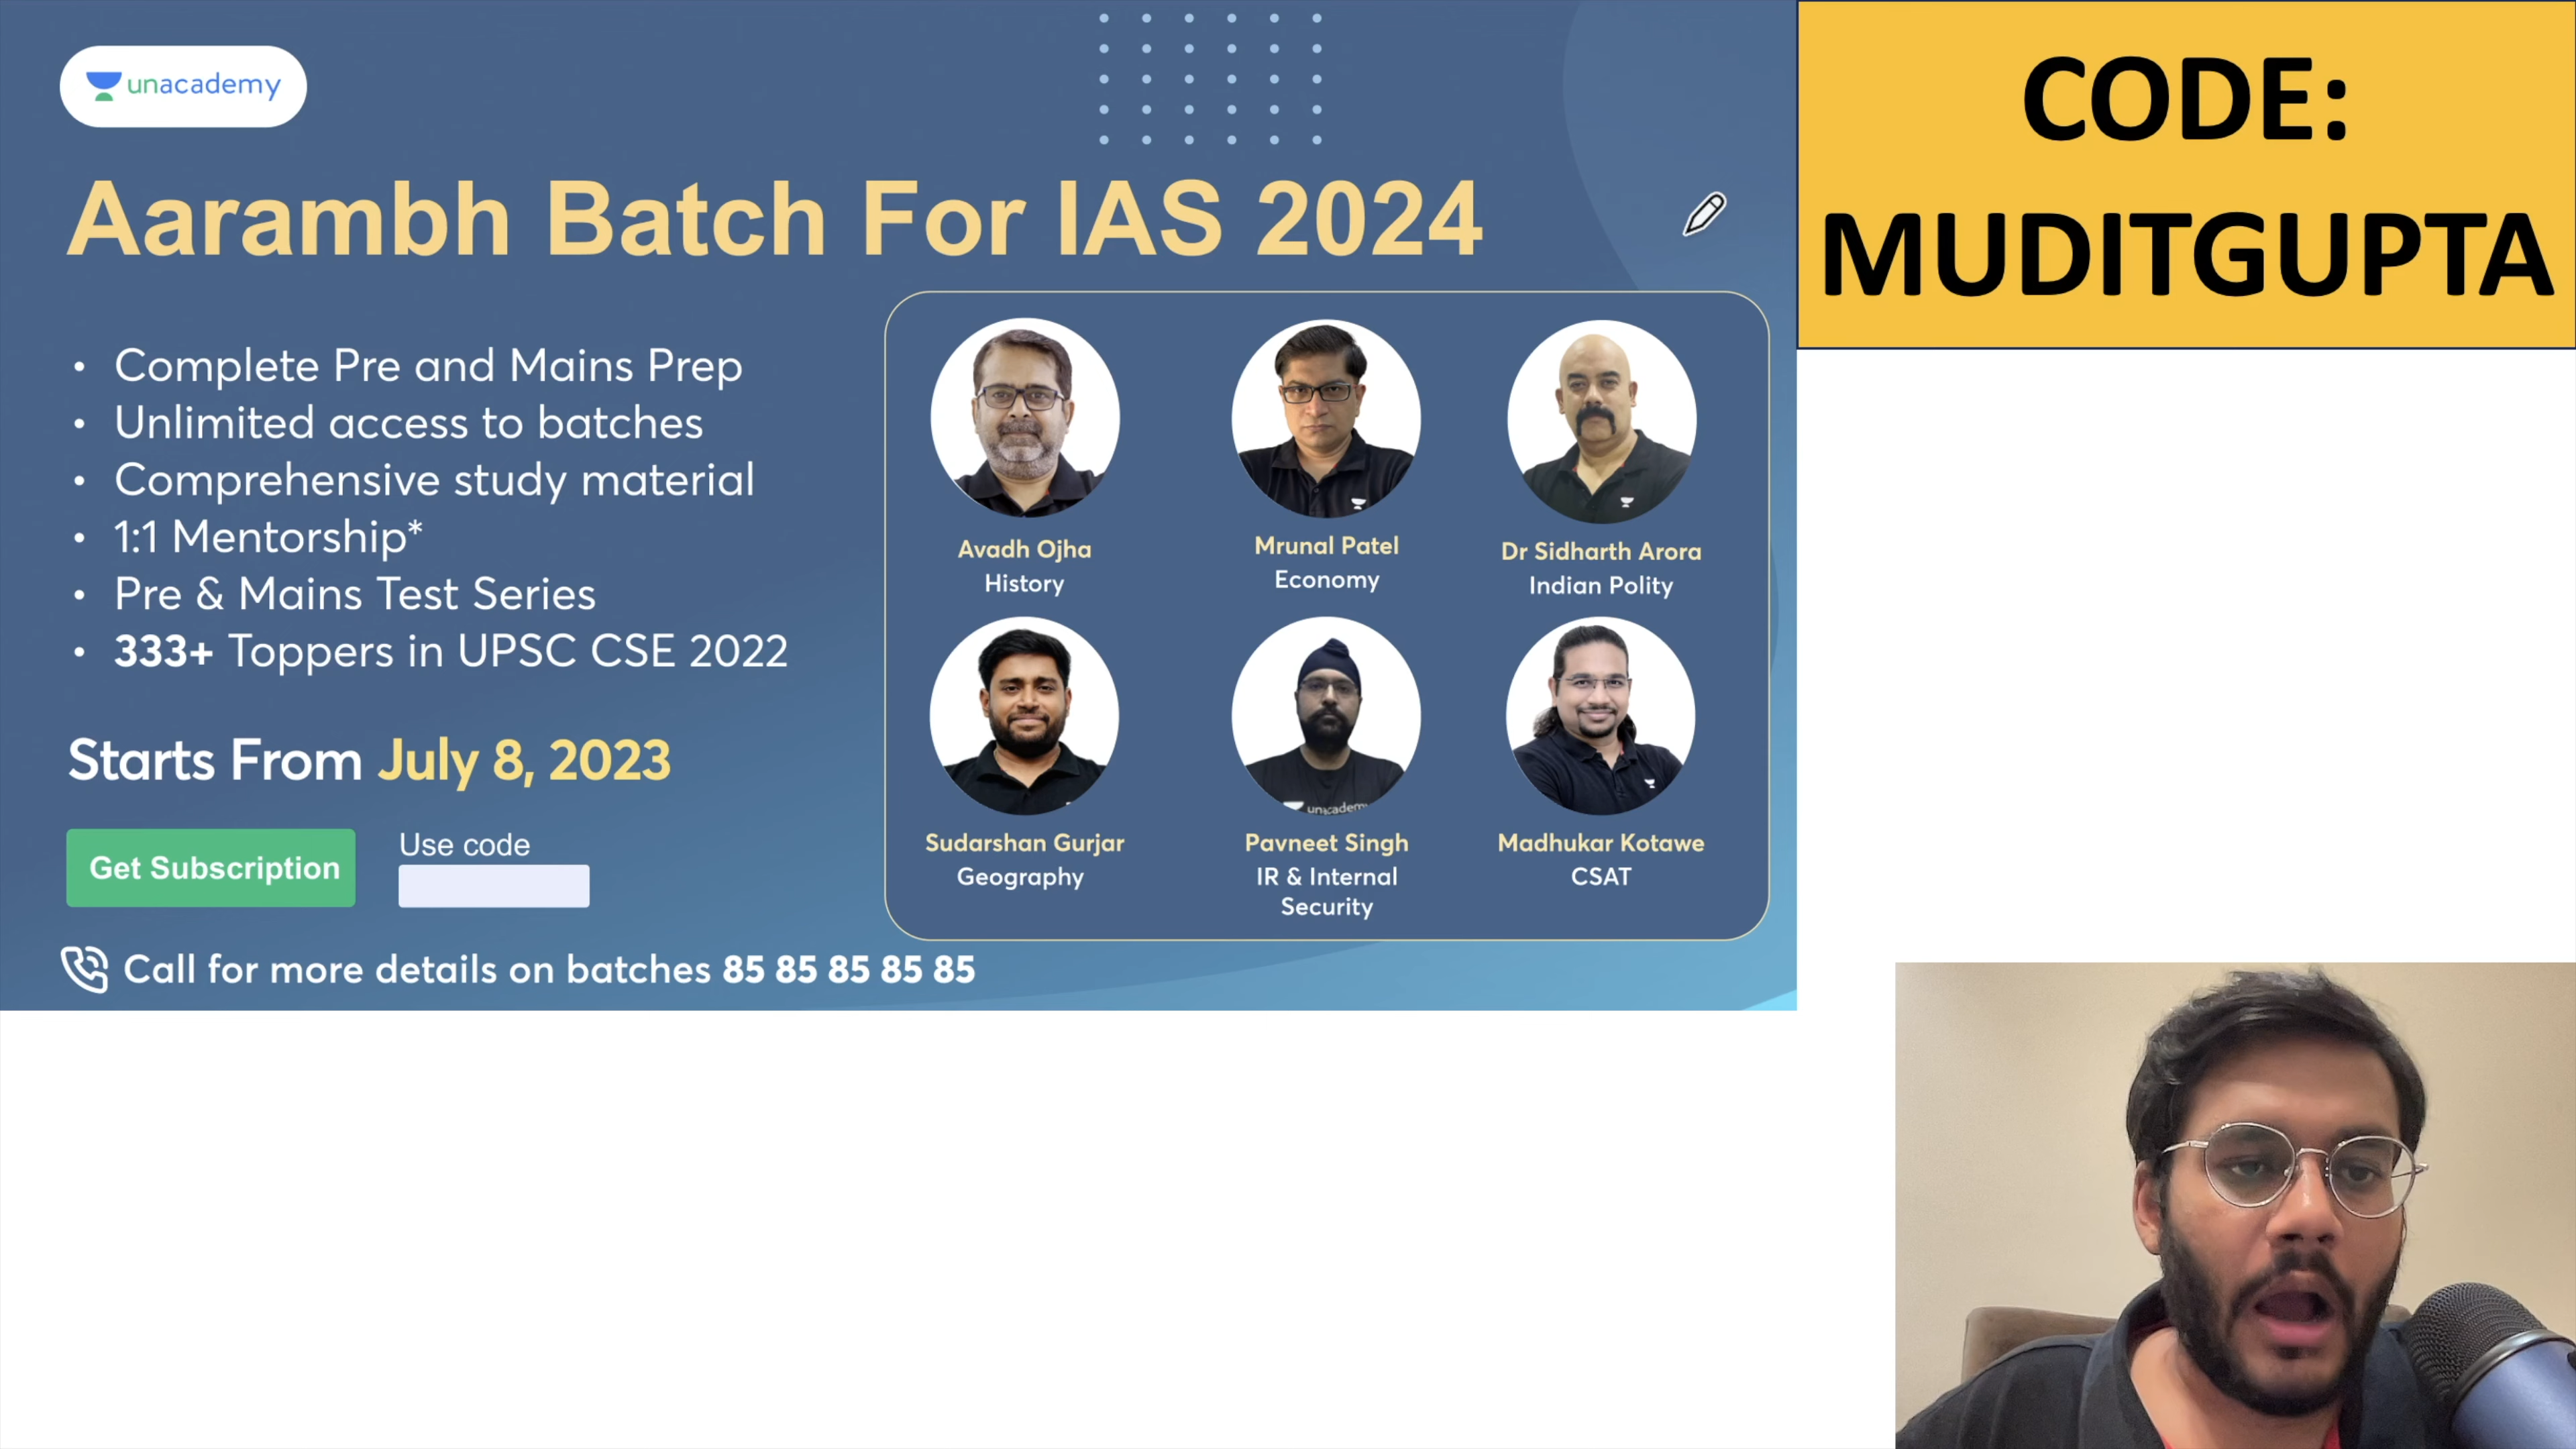 unacademy
Aarambh Batch For IAS 2024
• Complete Pre and Mains Prep
• Unlimited access to batches
• Comprehensive study material
• 1:1 Mentorship*
• Pre & Mains Test Series
• 333+ Toppers in UPSC CSE 2022
Starts From July 8, 2023
Get Subscription
Use code
Call for more details on batches 85 85 85 85 85
Avadh Ojha
History
Mrunal Patel
Economy
Dr Sidharth Arora
Indian Polity
Sudarshan Gurjar
Geography
unacademy
Pavneet Singh
IR & Internal
Security
Madhukar Kotawe
CSAT
CODE:
MUDITGUPTA